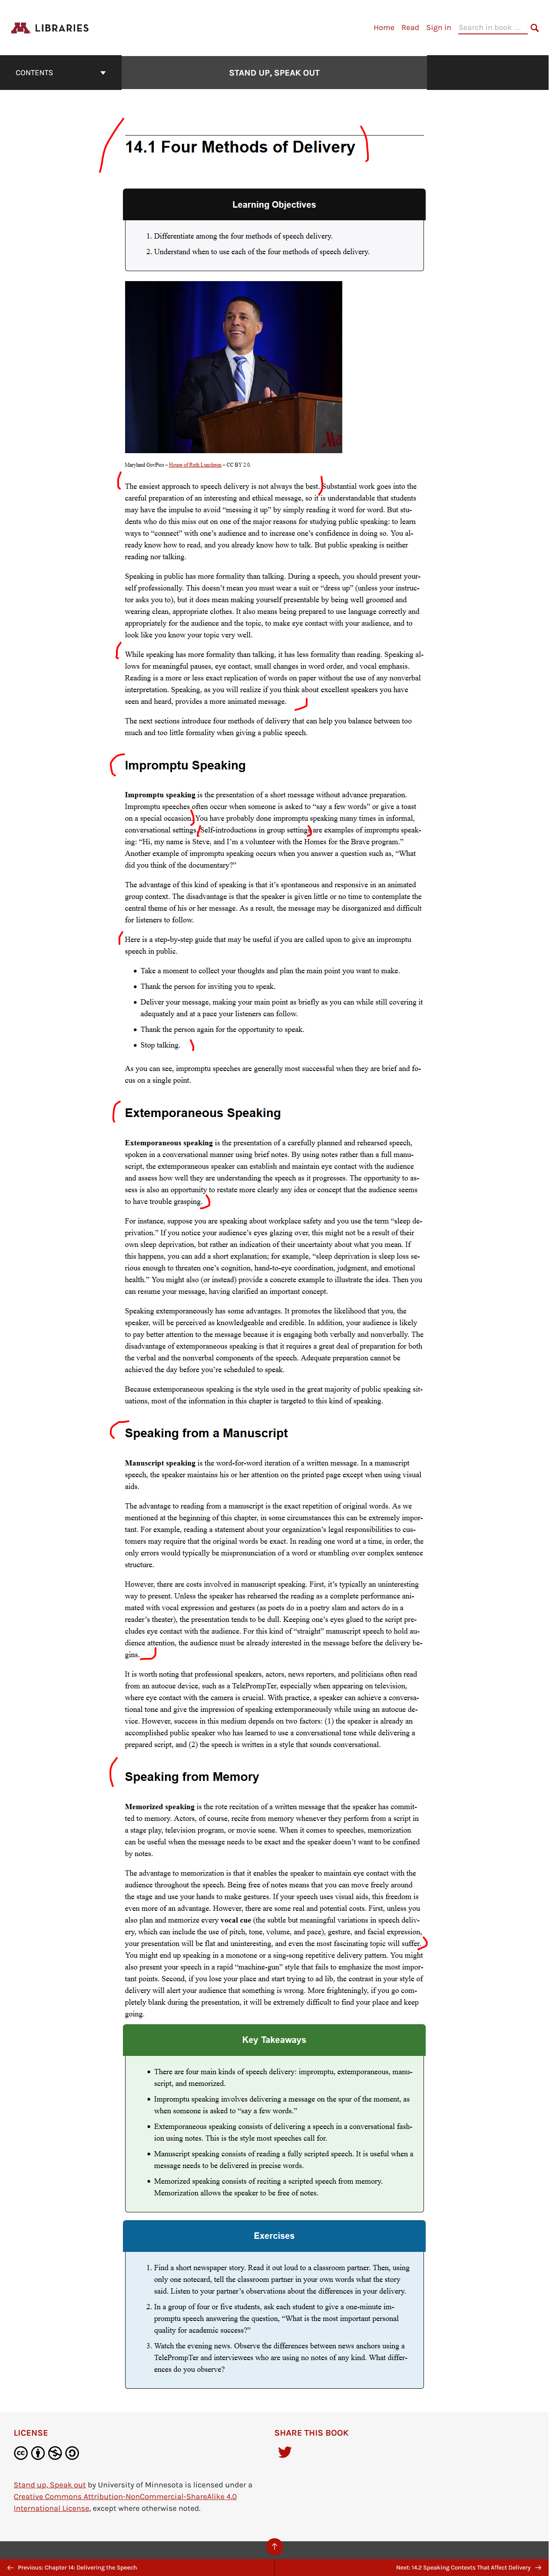 LIBRARIES
Home Read Sign in Search in book …
CONTENTS
STAND UP, SPEAK OUT
14.1 Four Methods of Delivery
Learning Objectives
1. Differentiate among the four methods of speech delivery.
2. Understand when to use each of the four methods of speech delivery.
Maryland GovPics – House of Ruth Luncheon – CC BY 2.0.
The easiest approach to speech delivery is not always the best. Substantial work goes into the
careful preparation of an interesting and ethical message, so it is understandable that students
may have the impulse to avoid “messing it up” by simply reading it word for word. But stu-
dents who do this miss out on one of the major reasons for studying public speaking: to learn
ways to “connect” with one’s audience and to increase one’s confidence in doing so. You al-
ready know how to read, and you already know how to talk. But public speaking is neither
reading nor talking.
Speaking in public has more formality than talking. During a speech, you should present your-
self professionally. This doesn’t mean you must wear a suit or “dress up” (unless your instruc-
tor asks you to), but it does mean making yourself presentable by being well groomed and
wearing clean, appropriate clothes. It also means being prepared to use language correctly and
appropriately for the audience and the topic, to make eye contact with your audience, and to
look like you know your topic very well.
While speaking has more formality than talking, it has less formality than reading. Speaking al-
lows for meaningful pauses, eye contact, small changes in word order, and vocal emphasis.
Reading is a more or less exact replication of words on paper without the use of any nonverbal
interpretation. Speaking, as you will realize if you think about excellent speakers you have
seen and heard, provides a more animated message.
The next sections introduce four methods of delivery that can help you balance between too
much and too little formality when giving a public speech.
Impromptu Speaking
Impromptu speaking is the presentation of a short message without advance preparation.
Impromptu speeches often occur when someone is asked to “say a few words” or give a toast
on a special occasion. You have probably done impromptu speaking many times in informal,
conversational settings. Self-introductions in group settings are examples of impromptu speak-
ing: “Hi, my name is Steve, and I’m a volunteer with the Homes for the Brave program.”
Another example of impromptu speaking occurs when you answer a question such as, “What
did you think of the documentary?”
The advantage of this kind of speaking is that it’s spontaneous and responsive in an animated
group context. The disadvantage is that the speaker is given little or no time to contemplate the
central theme of his or her message. As a result, the message may be disorganized and difficult
for listeners to follow.
Here is a step-by-step guide that may be useful if you are called upon to give an impromptu
speech in public.
• Take a moment to collect your thoughts and plan the main point you want to make.
• Thank the person for inviting you to speak.
• Deliver your message, making your main point as briefly as you can while still covering it
adequately and at a pace your listeners can follow.
• Thank the person again for the opportunity to speak.
• Stop talking.
As you can see, impromptu speeches are generally most successful when they are brief and fo-
cus on a single point.
Extemporaneous Speaking
Extemporaneous speaking is the presentation of a carefully planned and rehearsed speech,
spoken in a conversational manner using brief notes. By using notes rather than a full manu-
script, the extemporaneous speaker can establish and maintain eye contact with the audience
and assess how well they are understanding the speech as it progresses. The opportunity to as-
sess is also an opportunity to restate more clearly any idea or concept that the audience seems
to have trouble grasping.
For instance, suppose you are speaking about workplace safety and you use the term “sleep de-
privation.” If you notice your audience’s eyes glazing over, this might not be a result of their
own sleep deprivation, but rather an indication of their uncertainty about what you mean. If
this happens, you can add a short explanation; for example, “sleep deprivation is sleep loss se-
rious enough to threaten one’s cognition, hand-to-eye coordination, judgment, and emotional
health.” You might also (or instead) provide a concrete example to illustrate the idea. Then you
can resume your message, having clarified an important concept.
Speaking extemporaneously has some advantages. It promotes the likelihood that you, the
speaker, will be perceived as knowledgeable and credible. In addition, your audience is likely
to pay better attention to the message because it is engaging both verbally and nonverbally. The
disadvantage of extemporaneous speaking is that it requires a great deal of preparation for both
the verbal and the nonverbal components of the speech. Adequate preparation cannot be
achieved the day before you’re scheduled to speak.
Because extemporaneous speaking is the style used in the great majority of public speaking sit-
uations, most of the information in this chapter is targeted to this kind of speaking.
Speaking from a Manuscript
Manuscript speaking is the word-for-word iteration of a written message. In a manuscript
speech, the speaker maintains his or her attention on the printed page except when using visual
aids.
The advantage to reading from a manuscript is the exact repetition of original words. As we
mentioned at the beginning of this chapter, in some circumstances this can be extremely impor-
tant. For example, reading a statement about your organization’s legal responsibilities to cus-
tomers may require that the original words be exact. In reading one word at a time, in order, the
only errors would typically be mispronunciation of a word or stumbling over complex sentence
structure.
However, there are costs involved in manuscript speaking. First, it’s typically an uninteresting
way to present. Unless the speaker has rehearsed the reading as a complete performance ani-
mated with vocal expression and gestures (as poets do in a poetry slam and actors do in a
reader’s theater), the presentation tends to be dull. Keeping one’s eyes glued to the script pre-
cludes eye contact with the audience. For this kind of “straight” manuscript speech to hold au-
dience attention, the audience must be already interested in the message before the delivery be-
gins.
It is worth noting that professional speakers, actors, news reporters, and politicians often read
from an autocue device, such as a TelePrompTer, especially when appearing on television,
where eye contact with the camera is crucial. With practice, a speaker can achieve a conversa-
tional tone and give the impression of speaking extemporaneously while using an autocue de-
vice. However, success in this medium depends on two factors: (1) the speaker is already an
accomplished public speaker who has learned to use a conversational tone while delivering a
prepared script, and (2) the speech is written in a style that sounds conversational.
Speaking from Memory
Memorized speaking is the rote recitation of a written message that the speaker has commit-
ted to memory. Actors, of course, recite from memory whenever they perform from a script in
a stage play, television program, or movie scene. When it comes to speeches, memorization
can be useful when the message needs to be exact and the speaker doesn’t want to be confined
by notes.
The advantage to memorization is that it enables the speaker to maintain eye contact with the
audience throughout the speech. Being free of notes means that you can move freely around
the stage and use your hands to make gestures. If your speech uses visual aids, this freedom is
even more of an advantage. However, there are some real and potential costs. First, unless you
also plan and memorize every vocal cue (the subtle but meaningful variations in speech deliv-
ery, which can include the use of pitch, tone, volume, and pace), gesture, and facial expression,
your presentation will be flat and uninteresting, and even the most fascinating topic will suffer.
You might end up speaking in a monotone or a sing-song repetitive delivery pattern. You might
also present your speech in a rapid “machine-gun” style that fails to emphasize the most impor-
tant points. Second, if you lose your place and start trying to ad lib, the contrast in your style of
delivery will alert your audience that something is wrong. More frighteningly, if you go com-
pletely blank during the presentation, it will be extremely difficult to find your place and keep
going.
Key Takeaways
• There are four main kinds of speech delivery: impromptu, extemporaneous, manu-
script, and memorized.
• Impromptu speaking involves delivering a message on the spur of the moment, as
when someone is asked to “say a few words.”
• Extemporaneous speaking consists of delivering a speech in a conversational fash-
ion using notes. This is the style most speeches call for.
• Manuscript speaking consists of reading a fully scripted speech. It is useful when a
message needs to be delivered in precise words.
• Memorized speaking consists of reciting a scripted speech from memory.
Memorization allows the speaker to be free of notes.
Exercises
1. Find a short newspaper story. Read it out loud to a classroom partner. Then, using
only one notecard, tell the classroom partner in your own words what the story
said. Listen to your partner’s observations about the differences in your delivery.
2. In a group of four or five students, ask each student to give a one-minute im-
promptu speech answering the question, “What is the most important personal
quality for academic success?”
3. Watch the evening news. Observe the differences between news anchors using a
TelePrompTer and interviewees who are using no notes of any kind. What differ-
ences do you observe?
LICENSE
SHARE THIS BOOK
Stand up, Speak out by University of Minnesota is licensed under a
Creative Commons Attribution-NonCommercial-ShareAlike 4.0
International License, except where otherwise noted.
← Previous: Chapter 14: Delivering the Speech
Next: 14.2 Speaking Contexts That Affect Delivery →